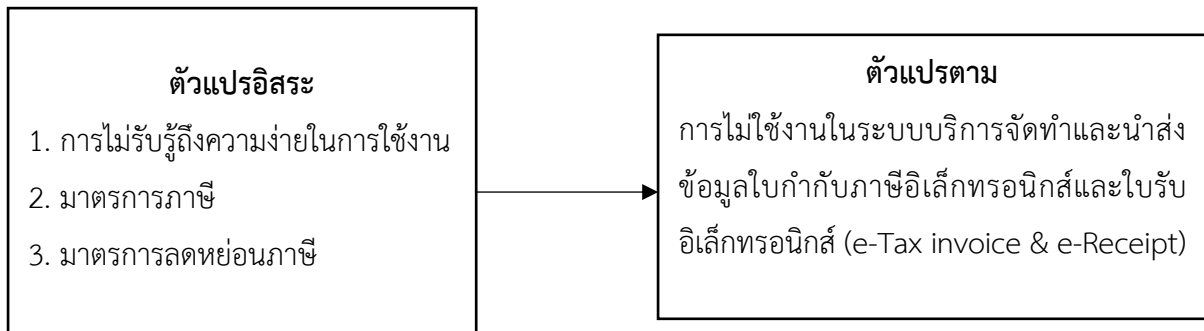 ตัวแปรอิสระ
1. การไม่รับรู้ถึงความง่ายในการใช้งาน
2. มาตรการภาษี
3. มาตรการลดหย่อนภาษี
ตัวแปรตาม
การไม่ใช้งานในระบบบริการจัดทำและนำส่ง
ข้อมูลใบกำกับภาษีอิเล็กทรอนิกส์และใบรับ
อิเล็กทรอนิกส์ (e-Tax invoice & e-Receipt)